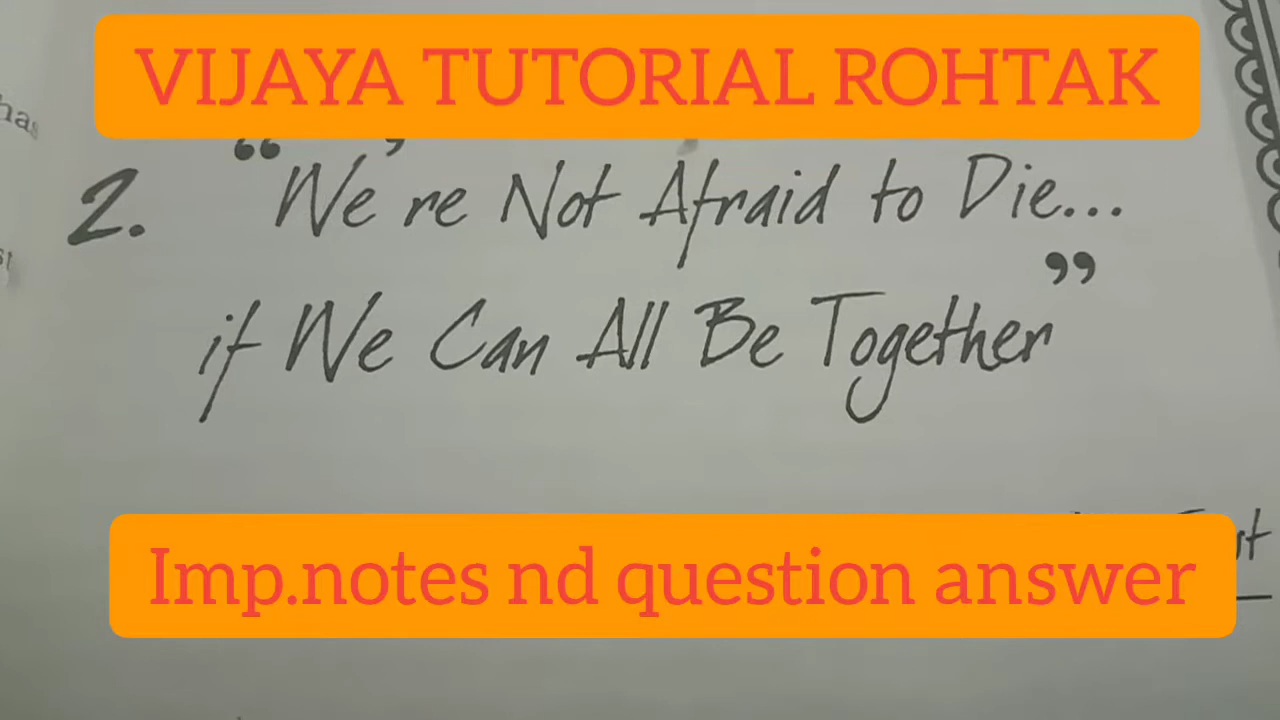 VIJAYA TUTORIAL ROHTAK
has
2. “We’re Not Afraid to Die...
if We Can All Be Together”
Imp.notes nd question answer